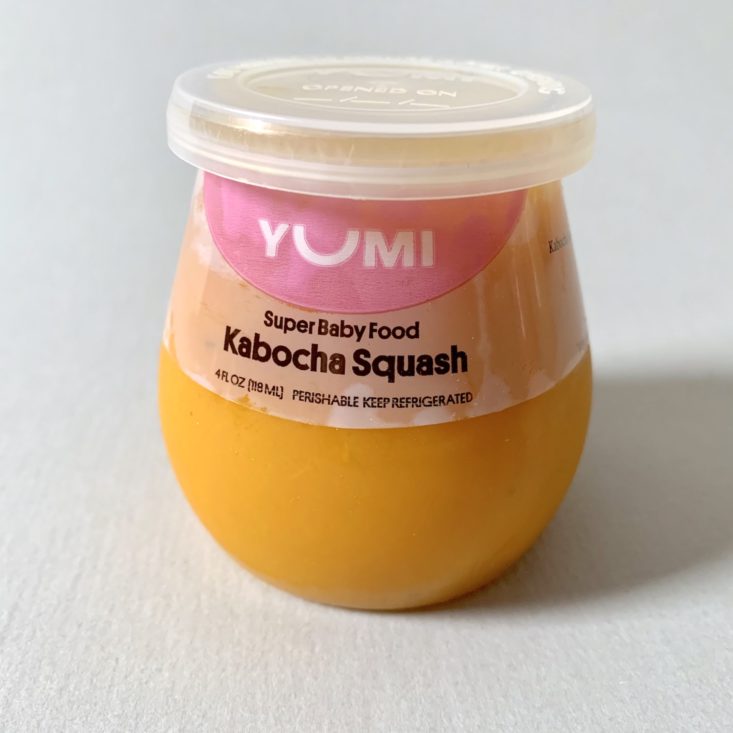 OPENED ON
YUMI
Super Baby Food
Kabocha Squash
4 FL OZ (118 ML) PERISHABLE KEEP REFRIGERATED